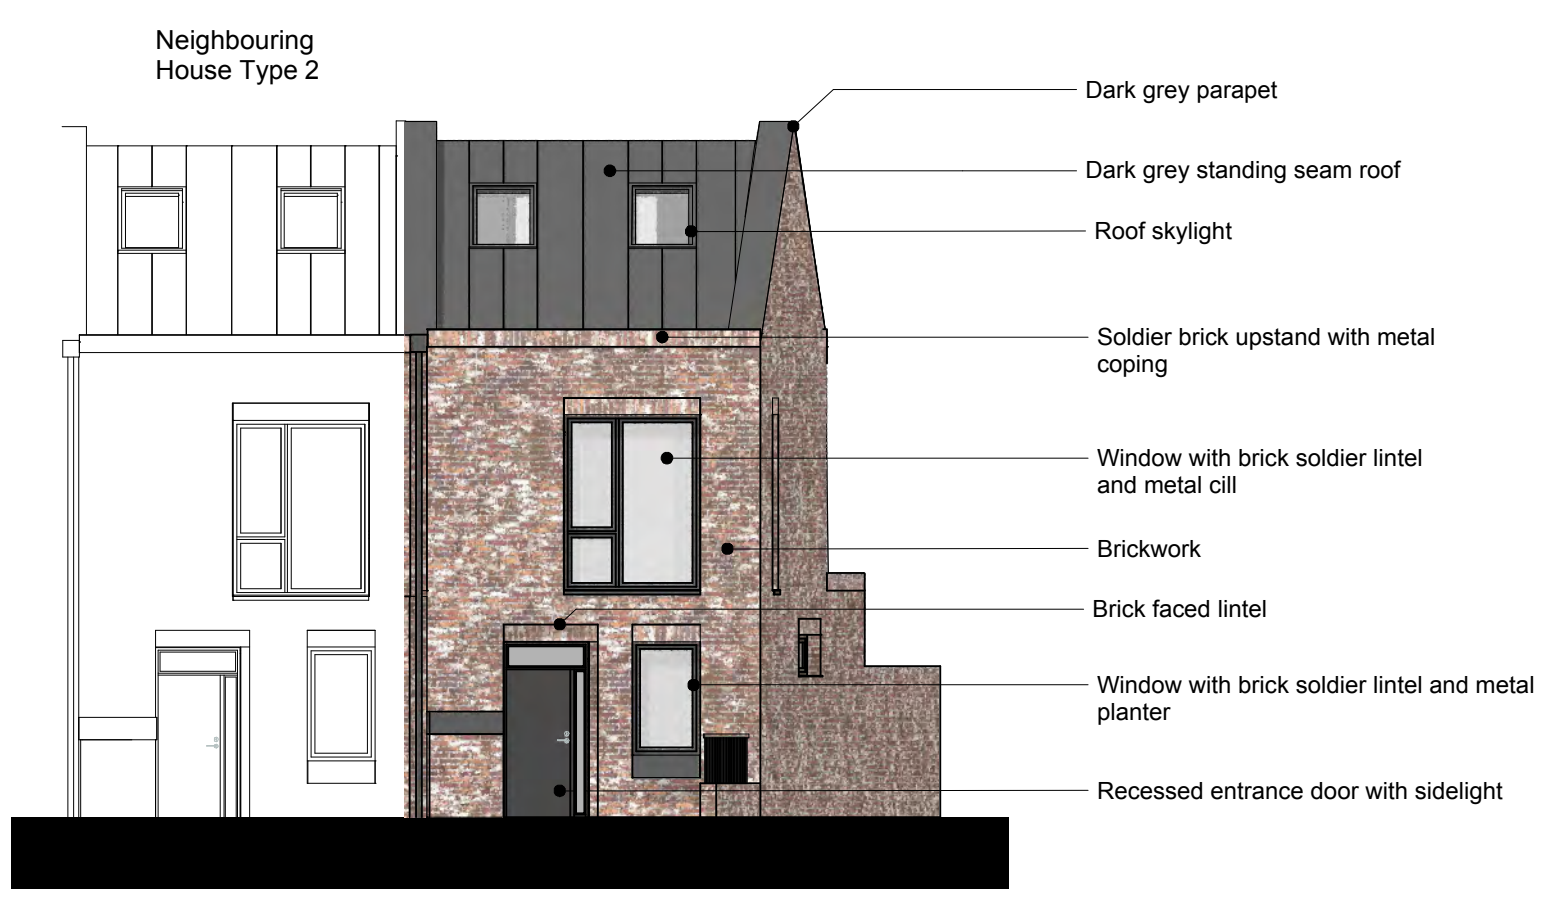 Neighbouring
House Type 2
Dark grey parapet
Dark grey standing seam roof
Roof skylight
Soldier brick upstand with metal
coping
Window with brick soldier lintel
and metal cill
Brickwork
Brick faced lintel
Window with brick soldier lintel and metal
planter
Recessed entrance door with sidelight